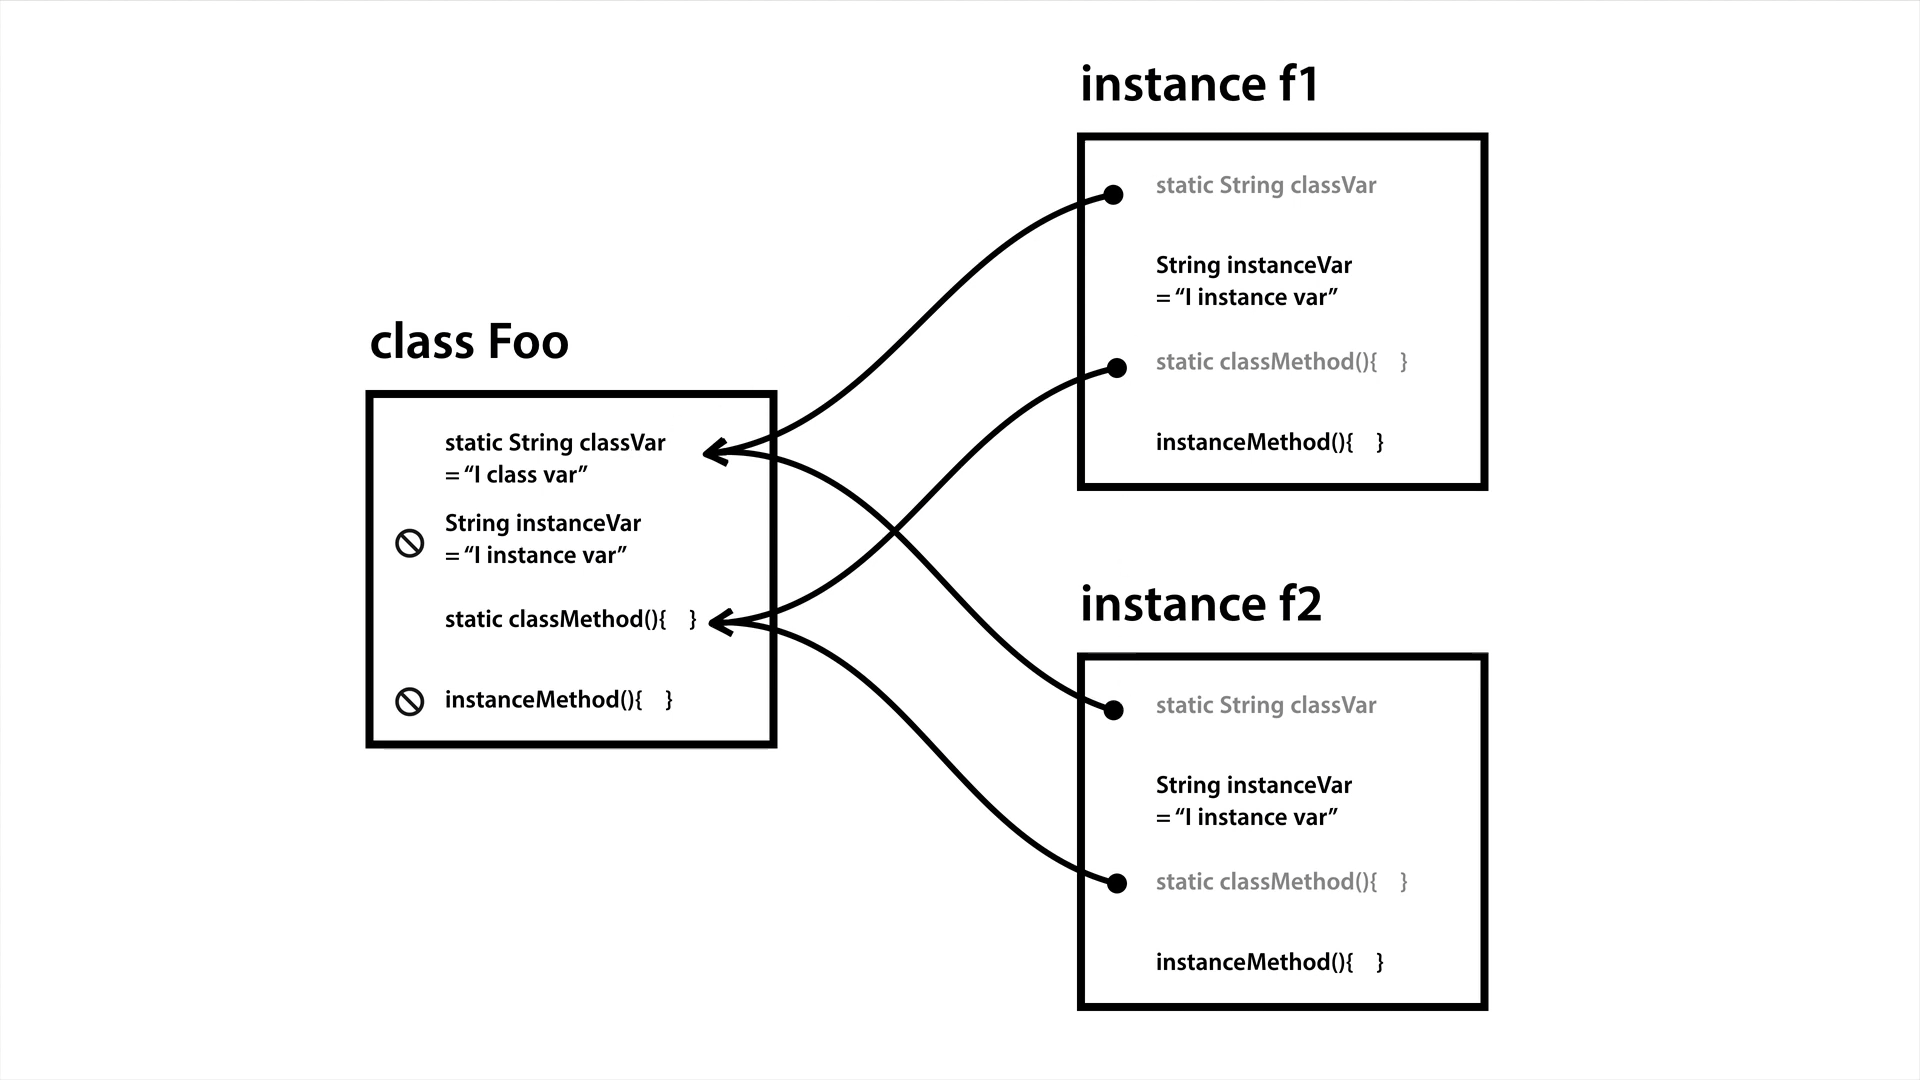 class Foo
static String classVar
= “I class var”
String instanceVar
= “I instance var”
static classMethod(){ }
instanceMethod(){ }
instance f1
static String classVar
String instanceVar
= “I instance var”
static classMethod(){ }
instanceMethod(){ }
instance f2
static String classVar
String instanceVar
= “I instance var”
static classMethod(){ }
instanceMethod(){ }